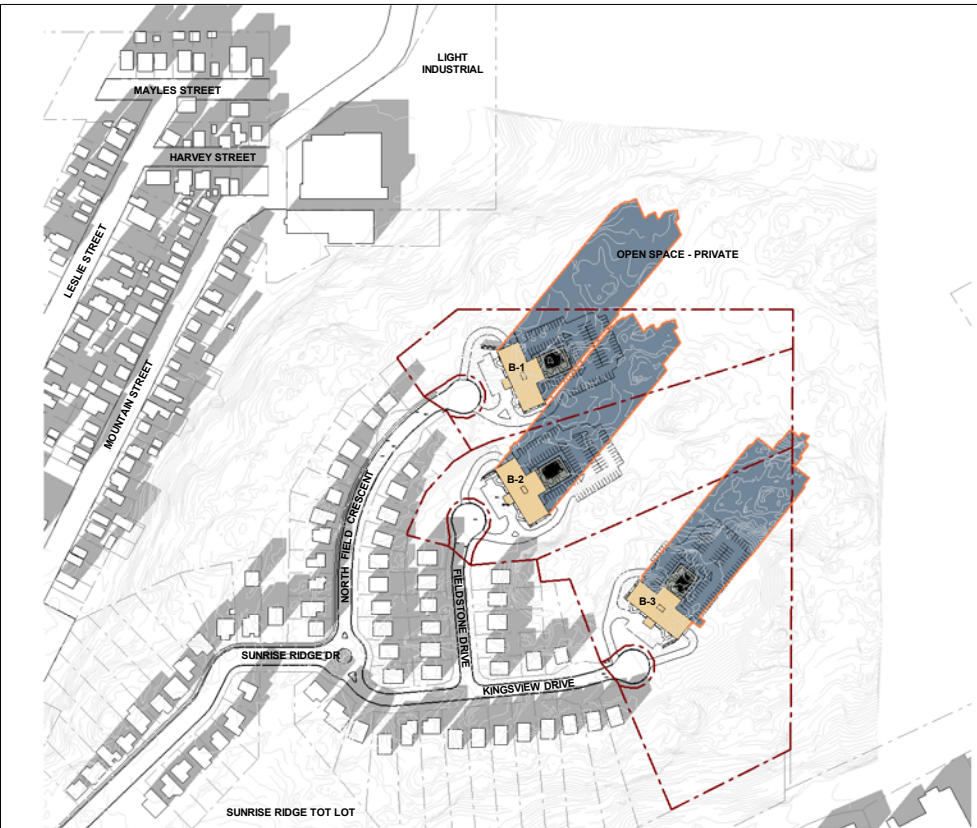 LIGHT
INDUSTRIAL
MAYLES STREET
HARVEY STREET
LESLIE STREET
OPEN SPACE - PRIVATE
MOUNTAIN STREET
B-1
B-2
NORTH FIELD CRESCENT
FIELDSTONE DRIVE
B-3
SUNRISE RIDGE DR
KINGSVIEW DRIVE
SUNRISE RIDGE TOT LOT